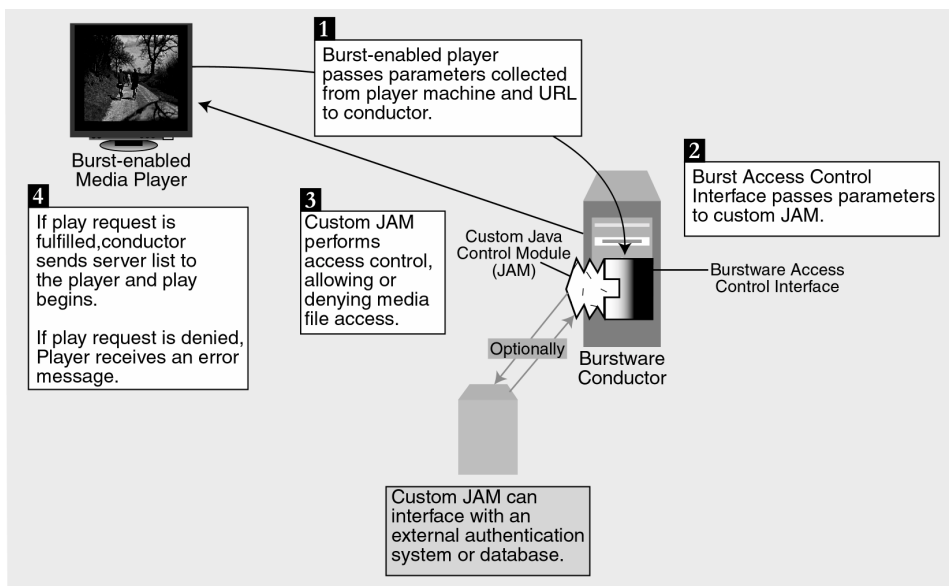 1
Burst-enabled player
passes parameters collected
from player machine and URL
to conductor.
Burst-enabled
Media Player
2
Burst Access Control
Interface passes parameters
to custom JAM.
3
Custom JAM
performs
access control,
allowing or
denying media
file access.
4
If play request is
fulfilled,conductor
sends server list to
the player and play
begins.
If play request is denied,
Player receives an error
message.
Custom Java
Control Module
(JAM)
Burstware Access
Control Interface
Optionally
Burstware
Conductor
Custom JAM can
interface with an
external authentication
system or database.